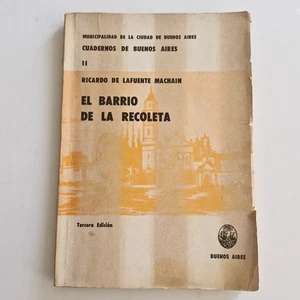 MUNICIPALIDAD DE LA CIUDAD DE BUENOS AIRES
CUADERNOS DE BUENOS AIRES
II
RICARDO DE LAFUENTE MACHAIN
EL BARRIO
DE LA RECOLETA
Tercera Edición
BUENOS AIRES